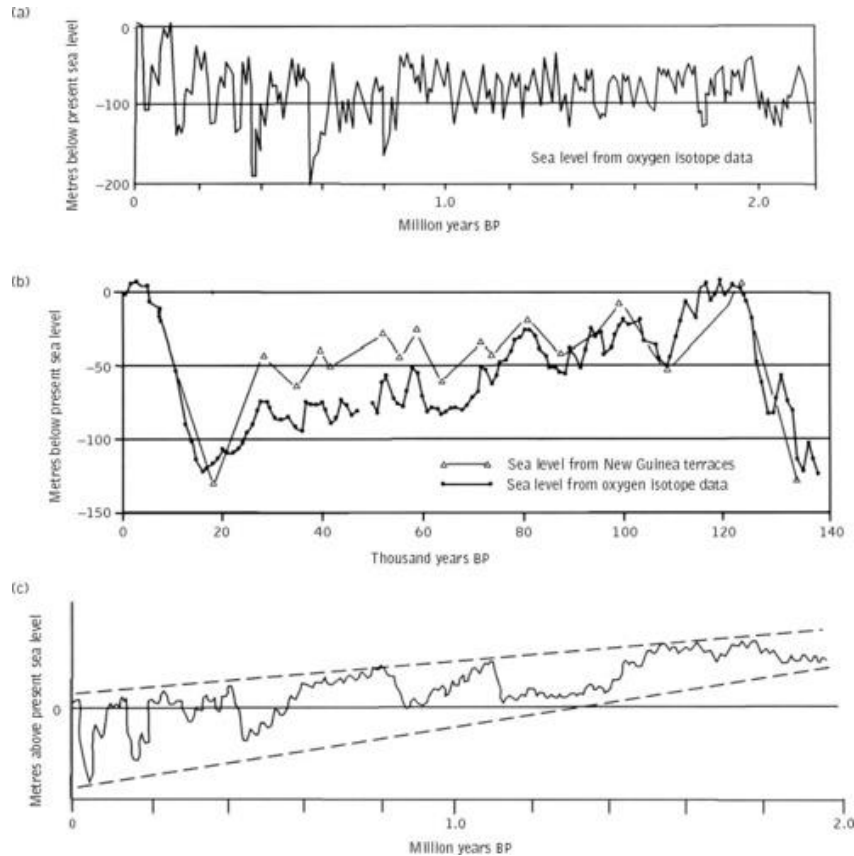 (a)
Metres below present sea level
0
−100
−200
Sea level from oxygen isotope data
0
1.0
2.0
Million years BP
(b)
Metres below present sea level
0
−50
−100
−150
Sea level from New Guinea terraces
Sea level from oxygen isotope data
0 20 40 60 80 100 120 140
Thousand years BP
(c)
Metres above present sea level
0
0 1.0 2.0
Million years BP